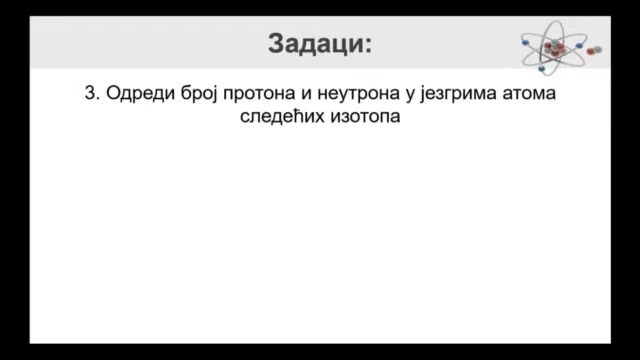 Задаци:
3. Одреди број протона и неутрона у језгрима атома
следећих изотопа